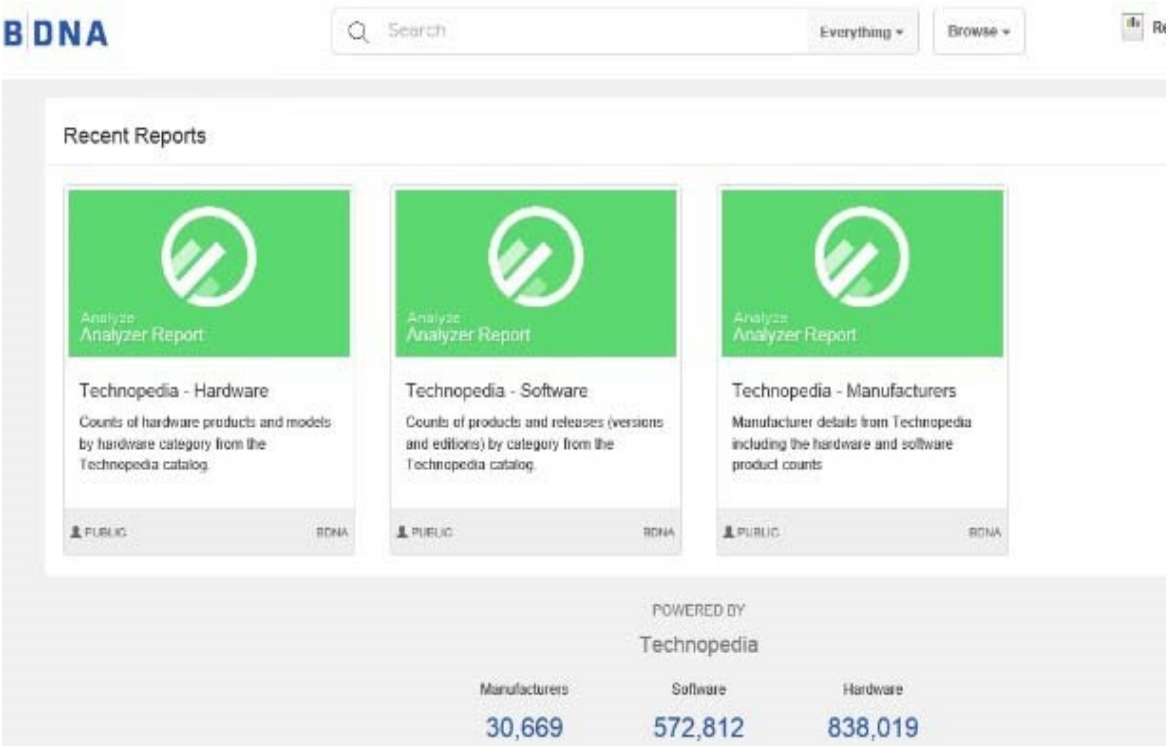 BDNA
Search
Everything
Browse
Recent Reports
Analyze
Analyzer Report
Technopedia - Hardware
Counts of hardware products and models
by hardware category from the
Technopedia catalog.
PUBLIC BDNA
Analyze
Analyzer Report
Technopedia - Software
Counts of products and releases (versions
and editions) by category from the
Technopedia catalog.
PUBLIC BDNA
Analyze
Analyzer Report
Technopedia - Manufacturers
Manufacturer details from Technopedia
including the hardware and software
product counts
PUBLIC BDNA
POWERED BY
Technopedia
Manufacturers Software Hardware
30,669 572,812 838,019